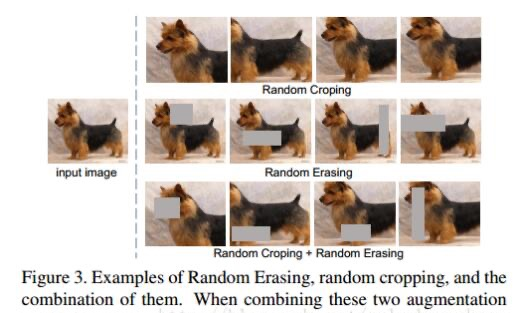 Random Croping
input image
Random Erasing
Random Croping + Random Erasing
Figure 3. Examples of Random Erasing, random cropping, and the
combination of them. When combining these two augmentation